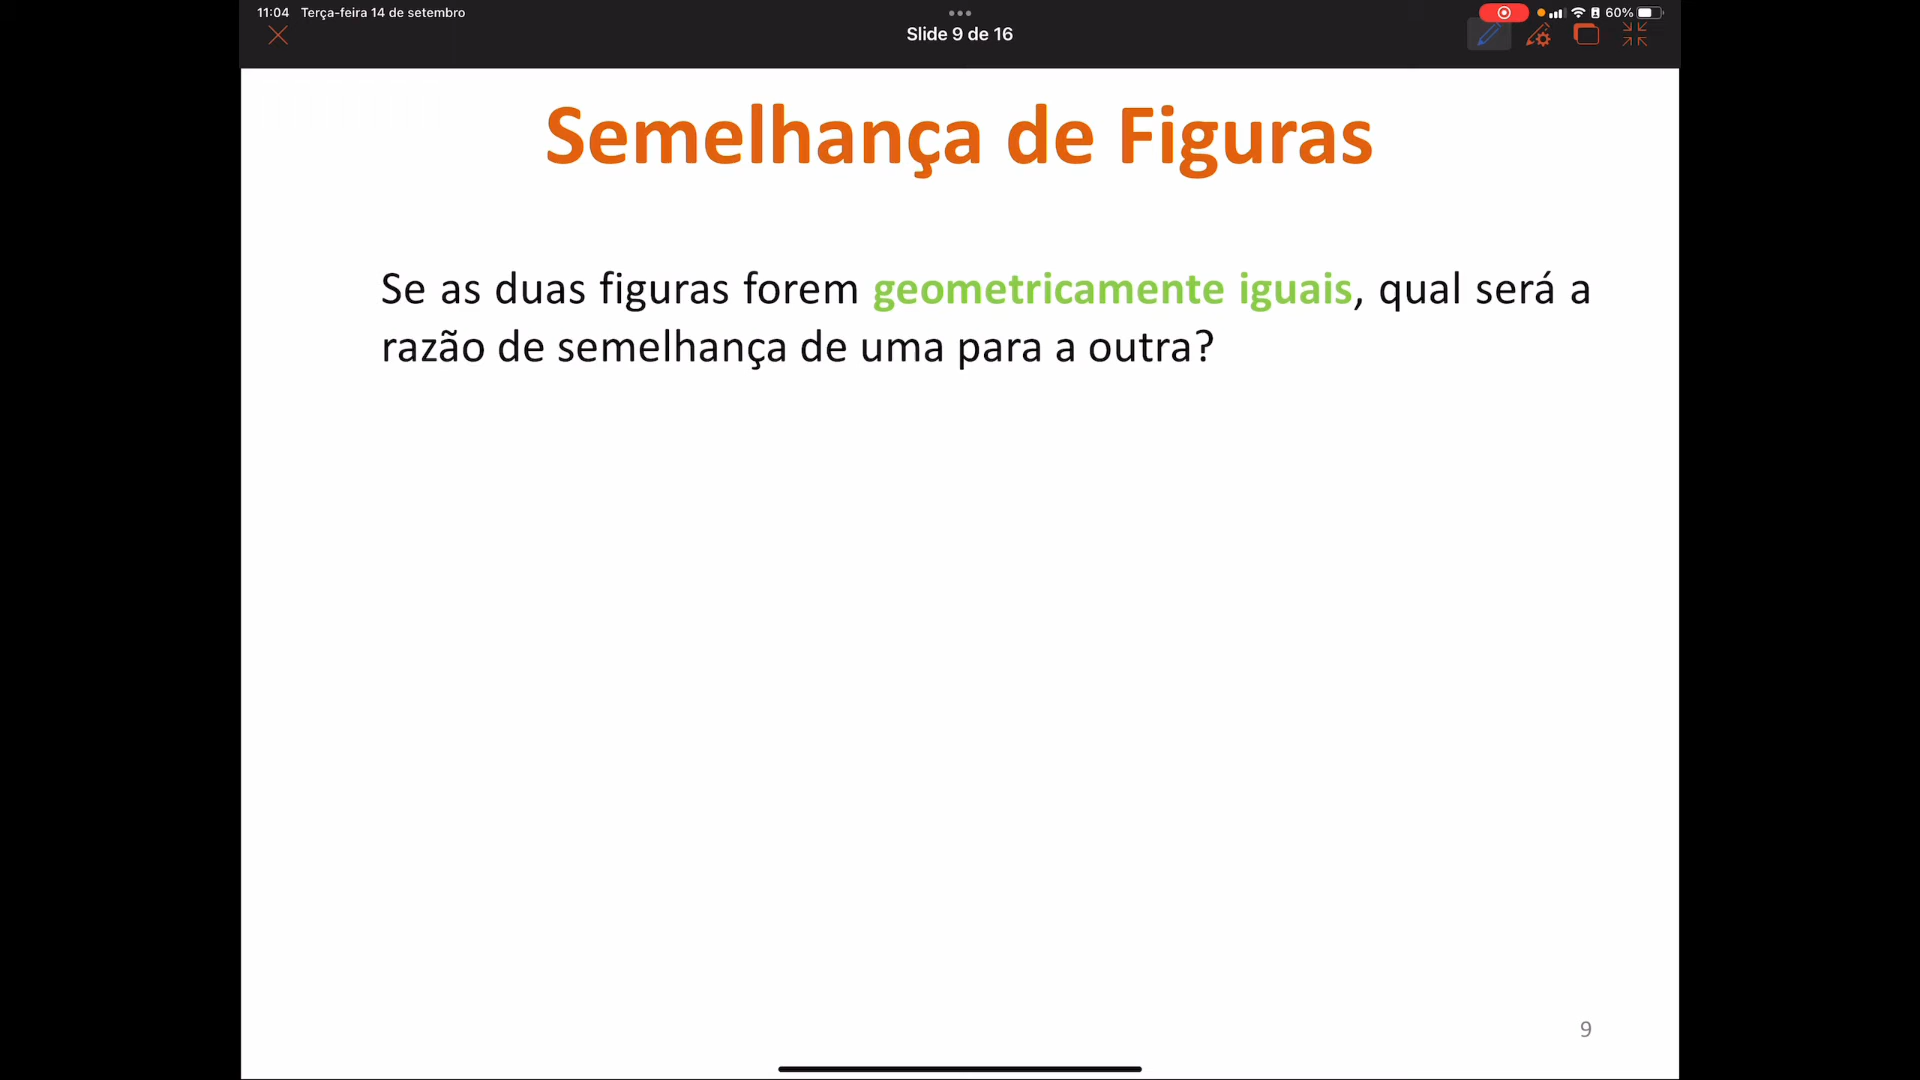 11:04 Terça-feira 14 de setembro
60%
Slide 9 de 16
Semelhança de Figuras
Se as duas figuras forem geometricamente iguais, qual será a
razão de semelhança de uma para a outra?
9